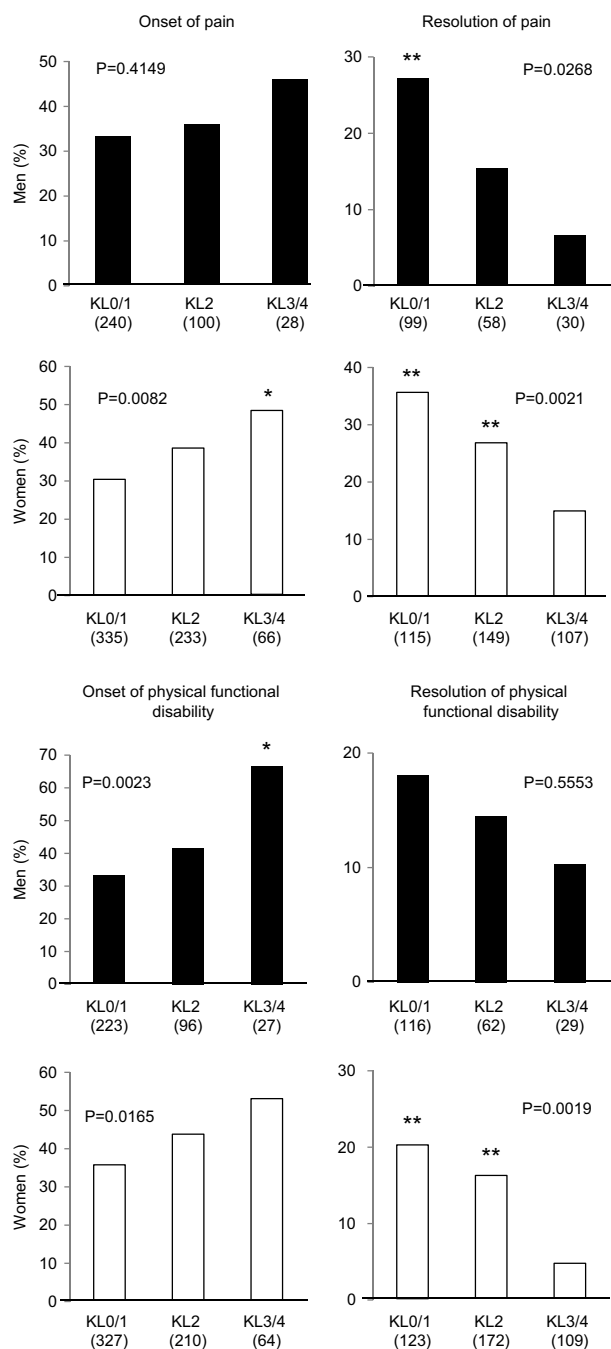 Onset of pain
Men (%)
50
40
30
20
10
0
P=0.4149
KL0/1 KL2 KL3/4
(240) (100) (28)
Resolution of pain
30
20
10
0
**
P=0.0268
KL0/1 KL2 KL3/4
(99) (58) (30)
Women (%)
60
50
40
30
20
10
0
P=0.0082
*
KL0/1 KL2 KL3/4
(335) (233) (66)
40
30
20
10
0
**
**
P=0.0021
KL0/1 KL2 KL3/4
(115) (149) (107)
Onset of physical functional
disability
Men (%)
70
60
50
40
30
20
10
0
P=0.0023
*
KL0/1 KL2 KL3/4
(223) (96) (27)
Resolution of physical
functional disability
20
10
0
P=0.5553
KL0/1 KL2 KL3/4
(116) (62) (29)
Women (%)
60
50
40
30
20
10
0
P=0.0165
KL0/1 KL2 KL3/4
(327) (210) (64)
30
20
10
0
**
**
P=0.0019
KL0/1 KL2 KL3/4
(123) (172) (109)